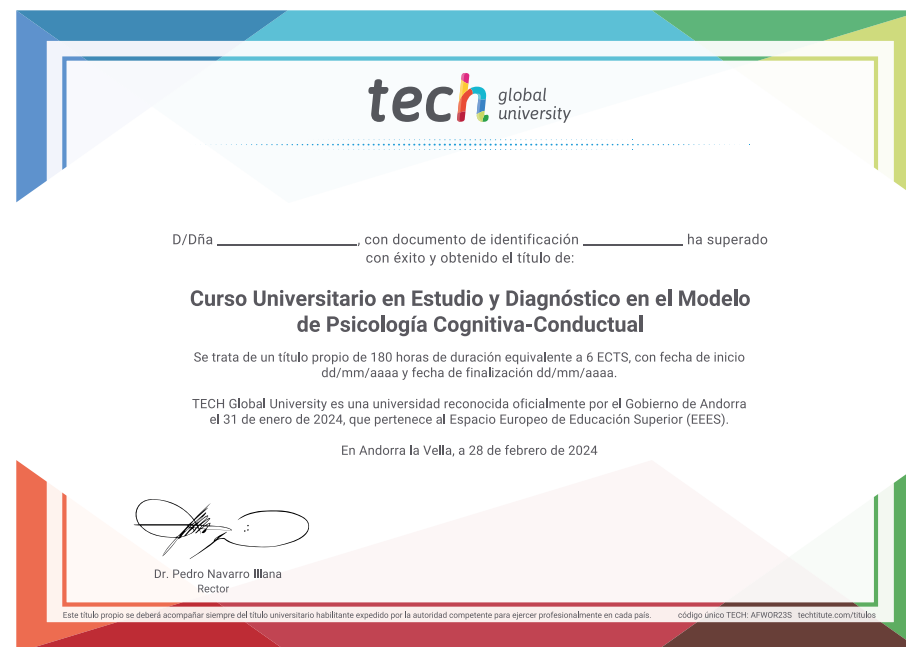 tech global university
D/Dña ____________________, con documento de identificación ______________ ha superado
con éxito y obtenido el título de:
Curso Universitario en Estudio y Diagnóstico en el Modelo
de Psicología Cognitiva-Conductual
Se trata de un título propio de 180 horas de duración equivalente a 6 ECTS, con fecha de inicio
dd/mm/aaaa y fecha de finalización dd/mm/aaaa.
TECH Global University es una universidad reconocida oficialmente por el Gobierno de Andorra
el 31 de enero de 2024, que pertenece al Espacio Europeo de Educación Superior (EEES).
En Andorra la Vella, a 28 de febrero de 2024
Dr. Pedro Navarro Illana
Rector
Este título propio se deberá acompañar siempre del título universitario habilitante expedido por la autoridad competente para ejercer profesionalmente en cada país. código único TECH: AFWOR23S techtitute.com/titulos